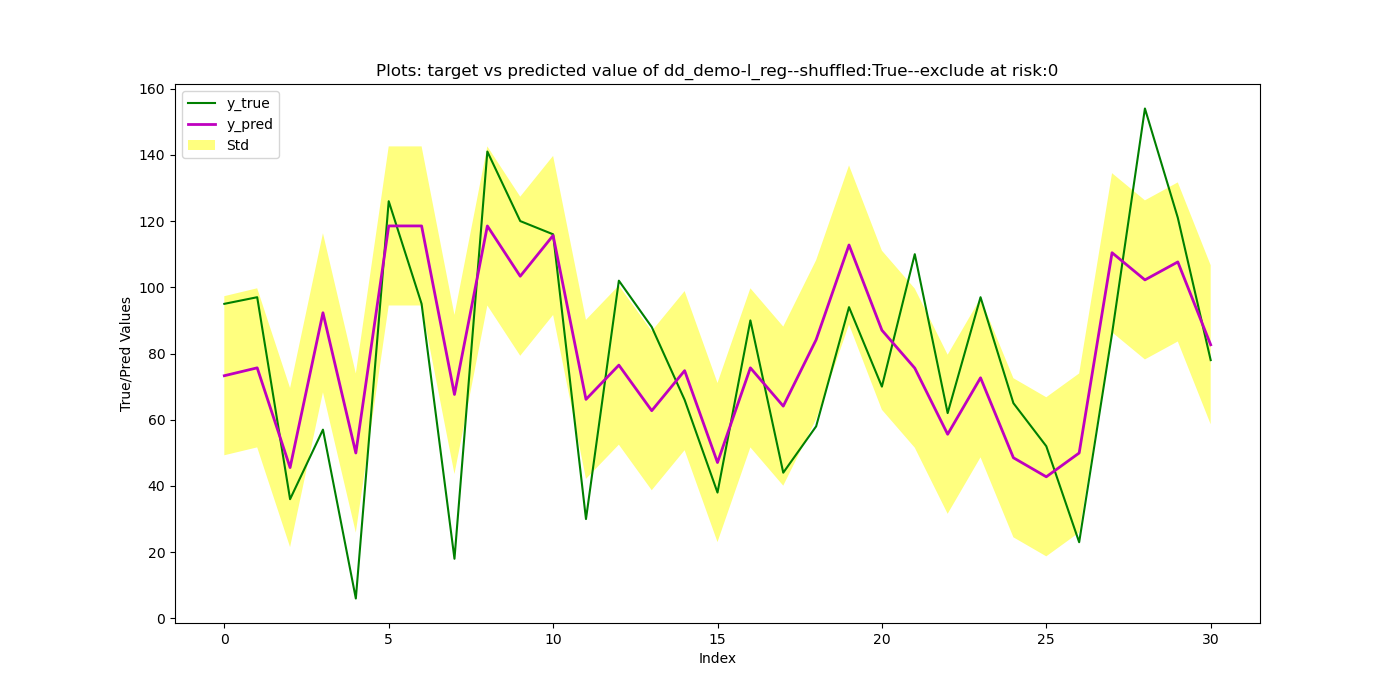 Plots: target vs predicted value of dd_demo-l_reg--shuffled:True--exclude at risk:0
y_true
y_pred
Std
True/Pred Values
160
140
120
100
80
60
40
20
0
0 5 10 15 20 25 30
Index